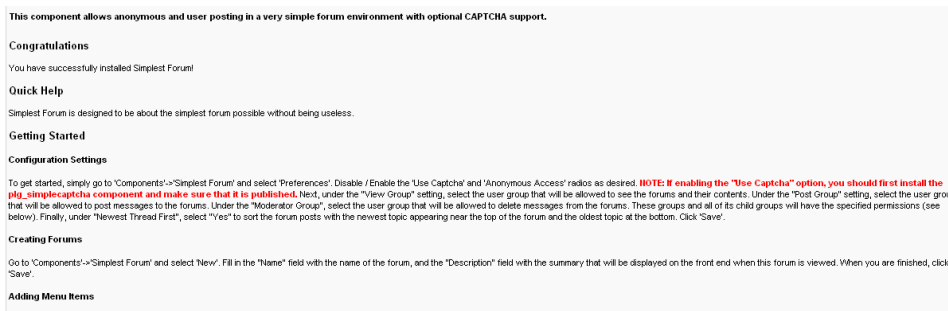 This component allows anonymous and user posting in a very simple forum environment with optional CAPTCHA support.
Congratulations
You have successfully installed Simplest Forum!
Quick Help
Simplest Forum is designed to be about the simplest forum possible without being useless.
Getting Started
Configuration Settings
To get started, simply go to 'Components'->'Simplest Forum' and select 'Preferences'. Disable / Enable the 'Use Captcha' and 'Anonymous Access' radios as desired. NOTE: If enabling the "Use Captcha" option, you should first install the
plg_simplecaptcha component and make sure that it is published. Next, under the "View Group" setting, select the user group that will be allowed to see the forums and their contents. Under the "Post Group" setting, select the user grou
that will be allowed to post messages to the forums. Under the "Moderator Group", select the user group that will be allowed to delete messages from the forums. These groups and all of its child groups will have the specified permissions (see
below). Finally, under "Newest Thread First", select "Yes" to sort the forum posts with the newest topic appearing near the top of the forum and the oldest topic at the bottom. Click 'Save'.
Creating Forums
Go to 'Components'->'Simplest Forum' and select 'New'. Fill in the "Name" field with the name of the forum, and the "Description" field with the summary that will be displayed on the front end when this forum is viewed. When you are finished, click
'Save'.
Adding Menu Items